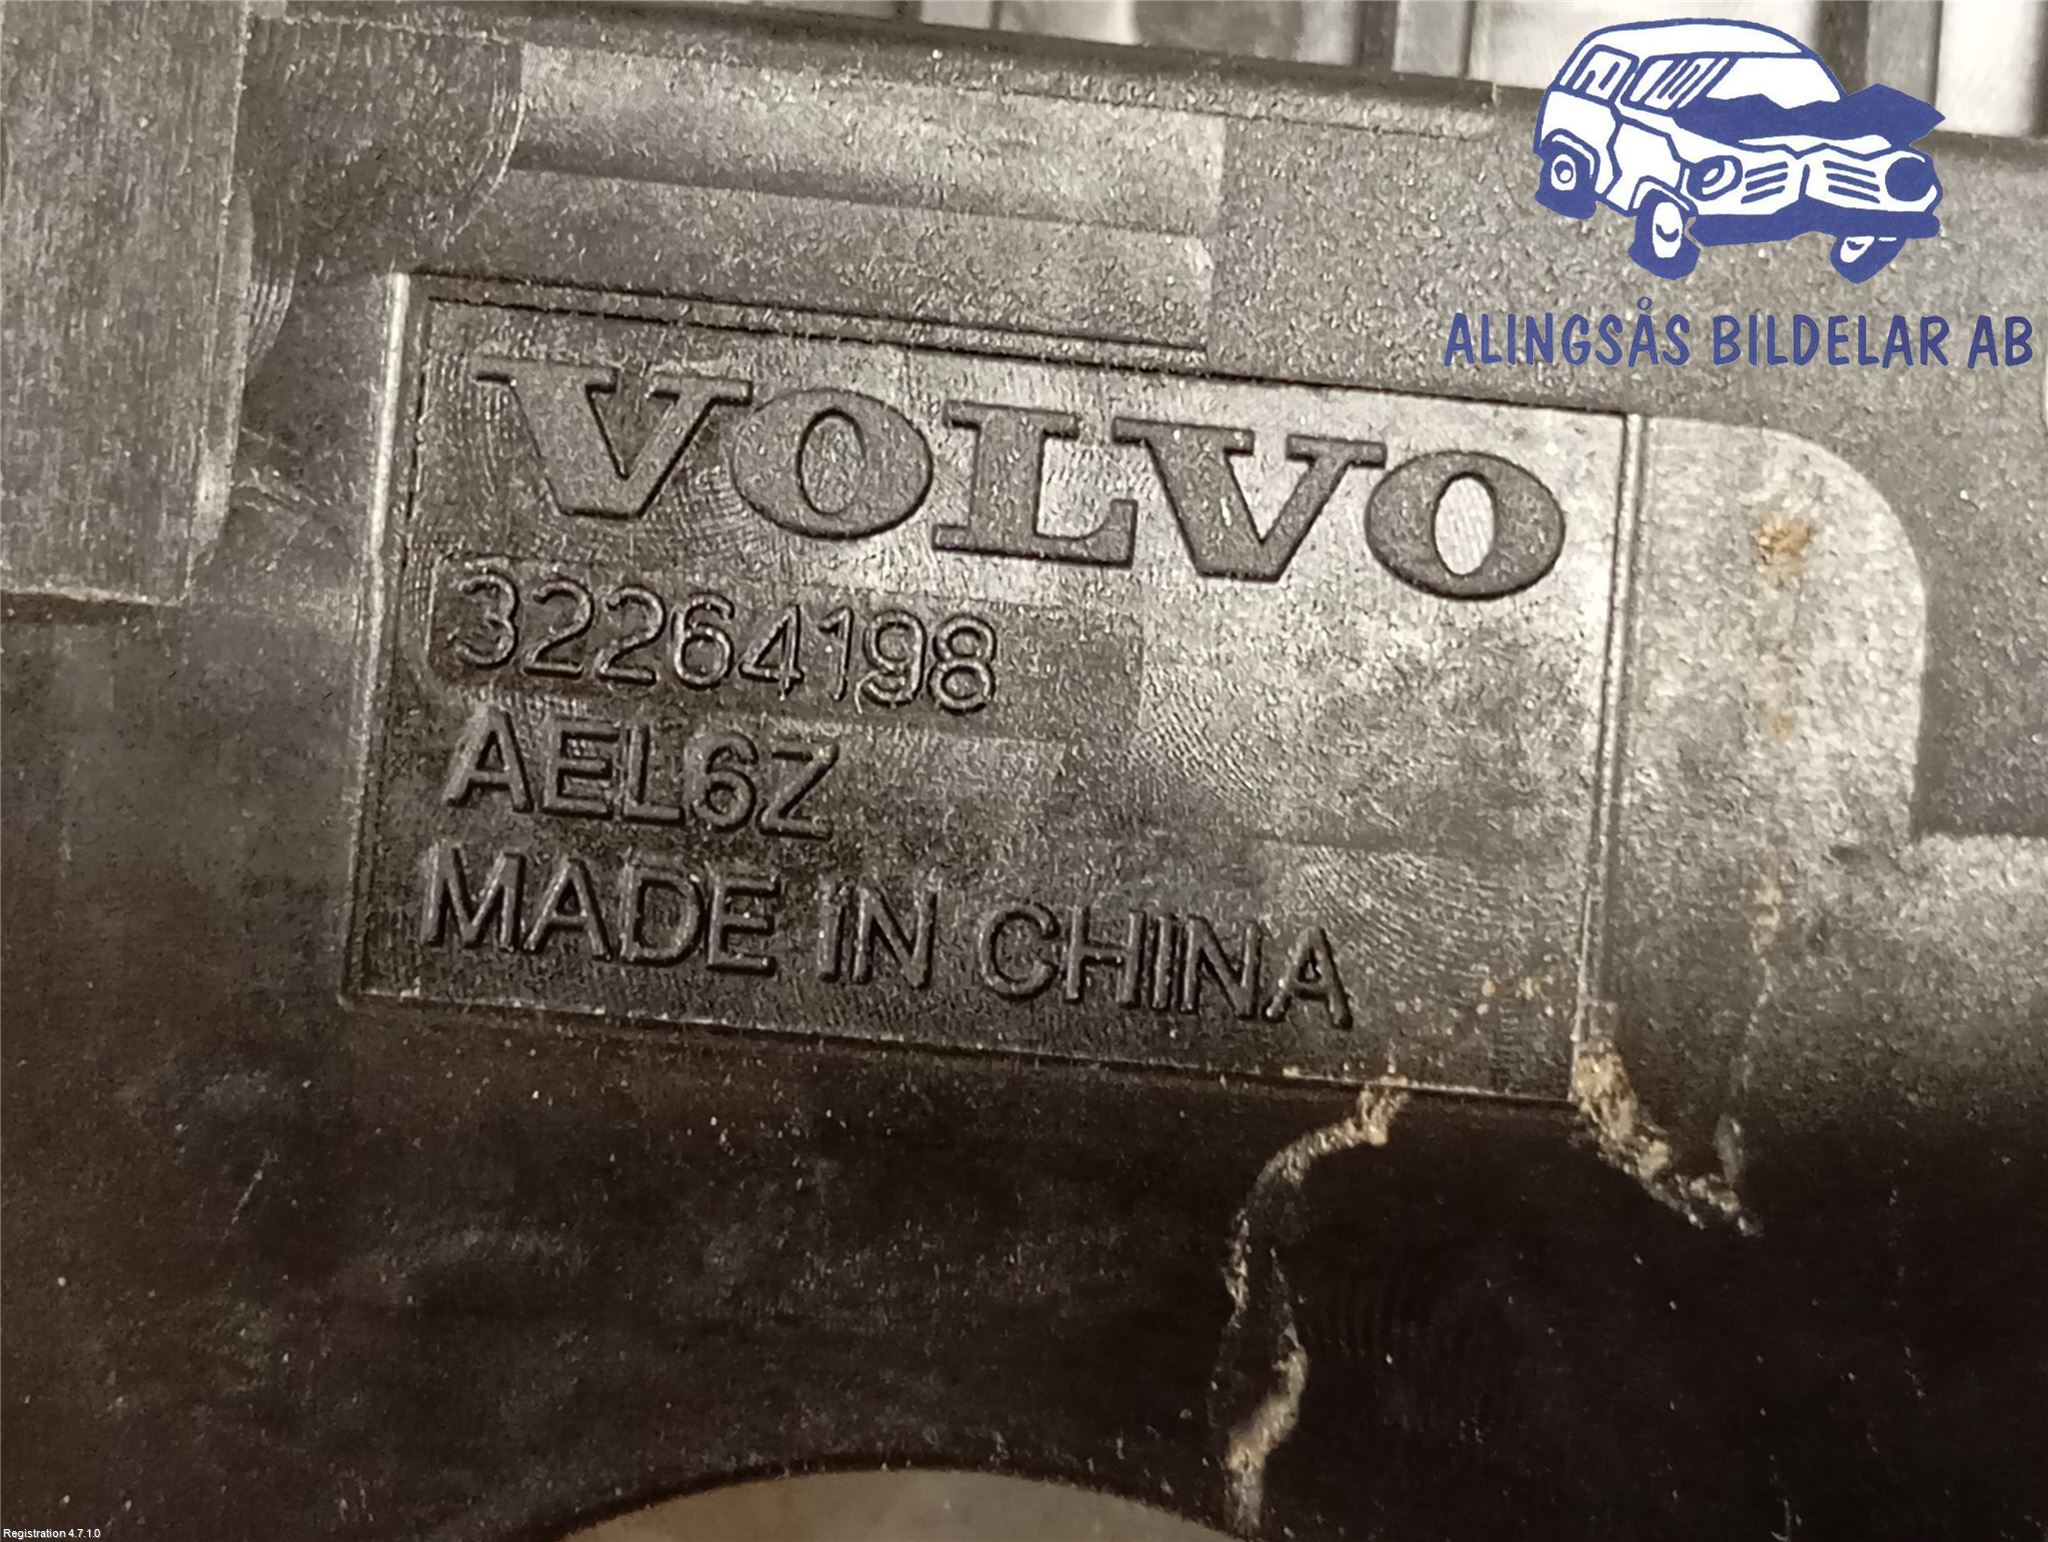 ALINGSÅS BILDELAR AB
VOLVO
32264198
AEL6Z
MADE IN CHINA
Registration 4.7.1.0